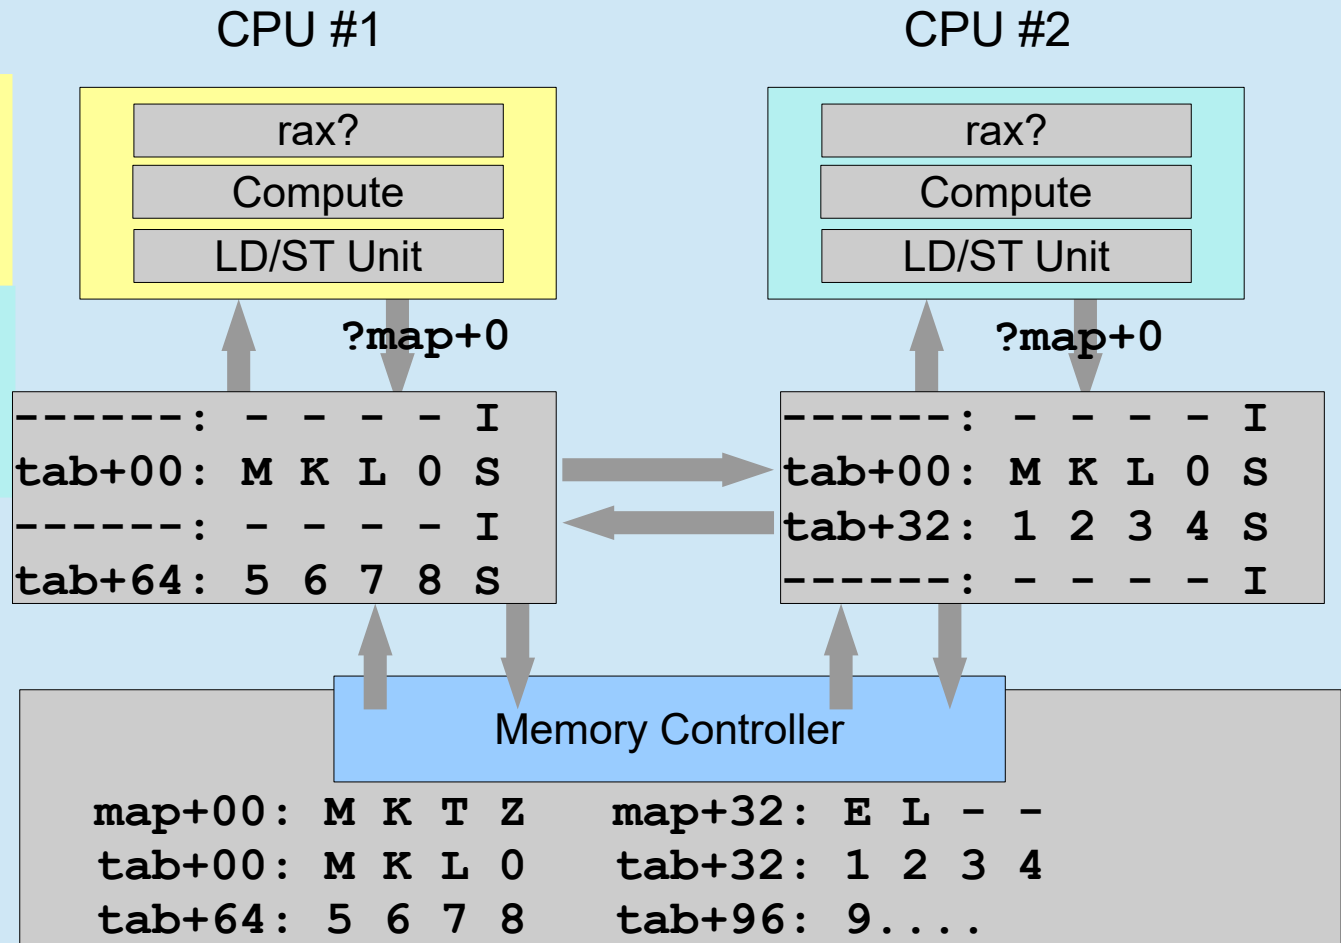 CPU #1
CPU #2
rax?
Compute
LD/ST Unit
rax?
Compute
LD/ST Unit
?map+0
?map+0
------: - - - - I
tab+00: M K L 0 S
------: - - - - I
tab+64: 5 6 7 8 S
------: - - - - I
tab+00: M K L 0 S
tab+32: 1 2 3 4 S
------: - - - - I
Memory Controller
map+00: M K T Z map+32: E L - -
tab+00: M K L 0 tab+32: 1 2 3 4
tab+64: 5 6 7 8 tab+96: 9....